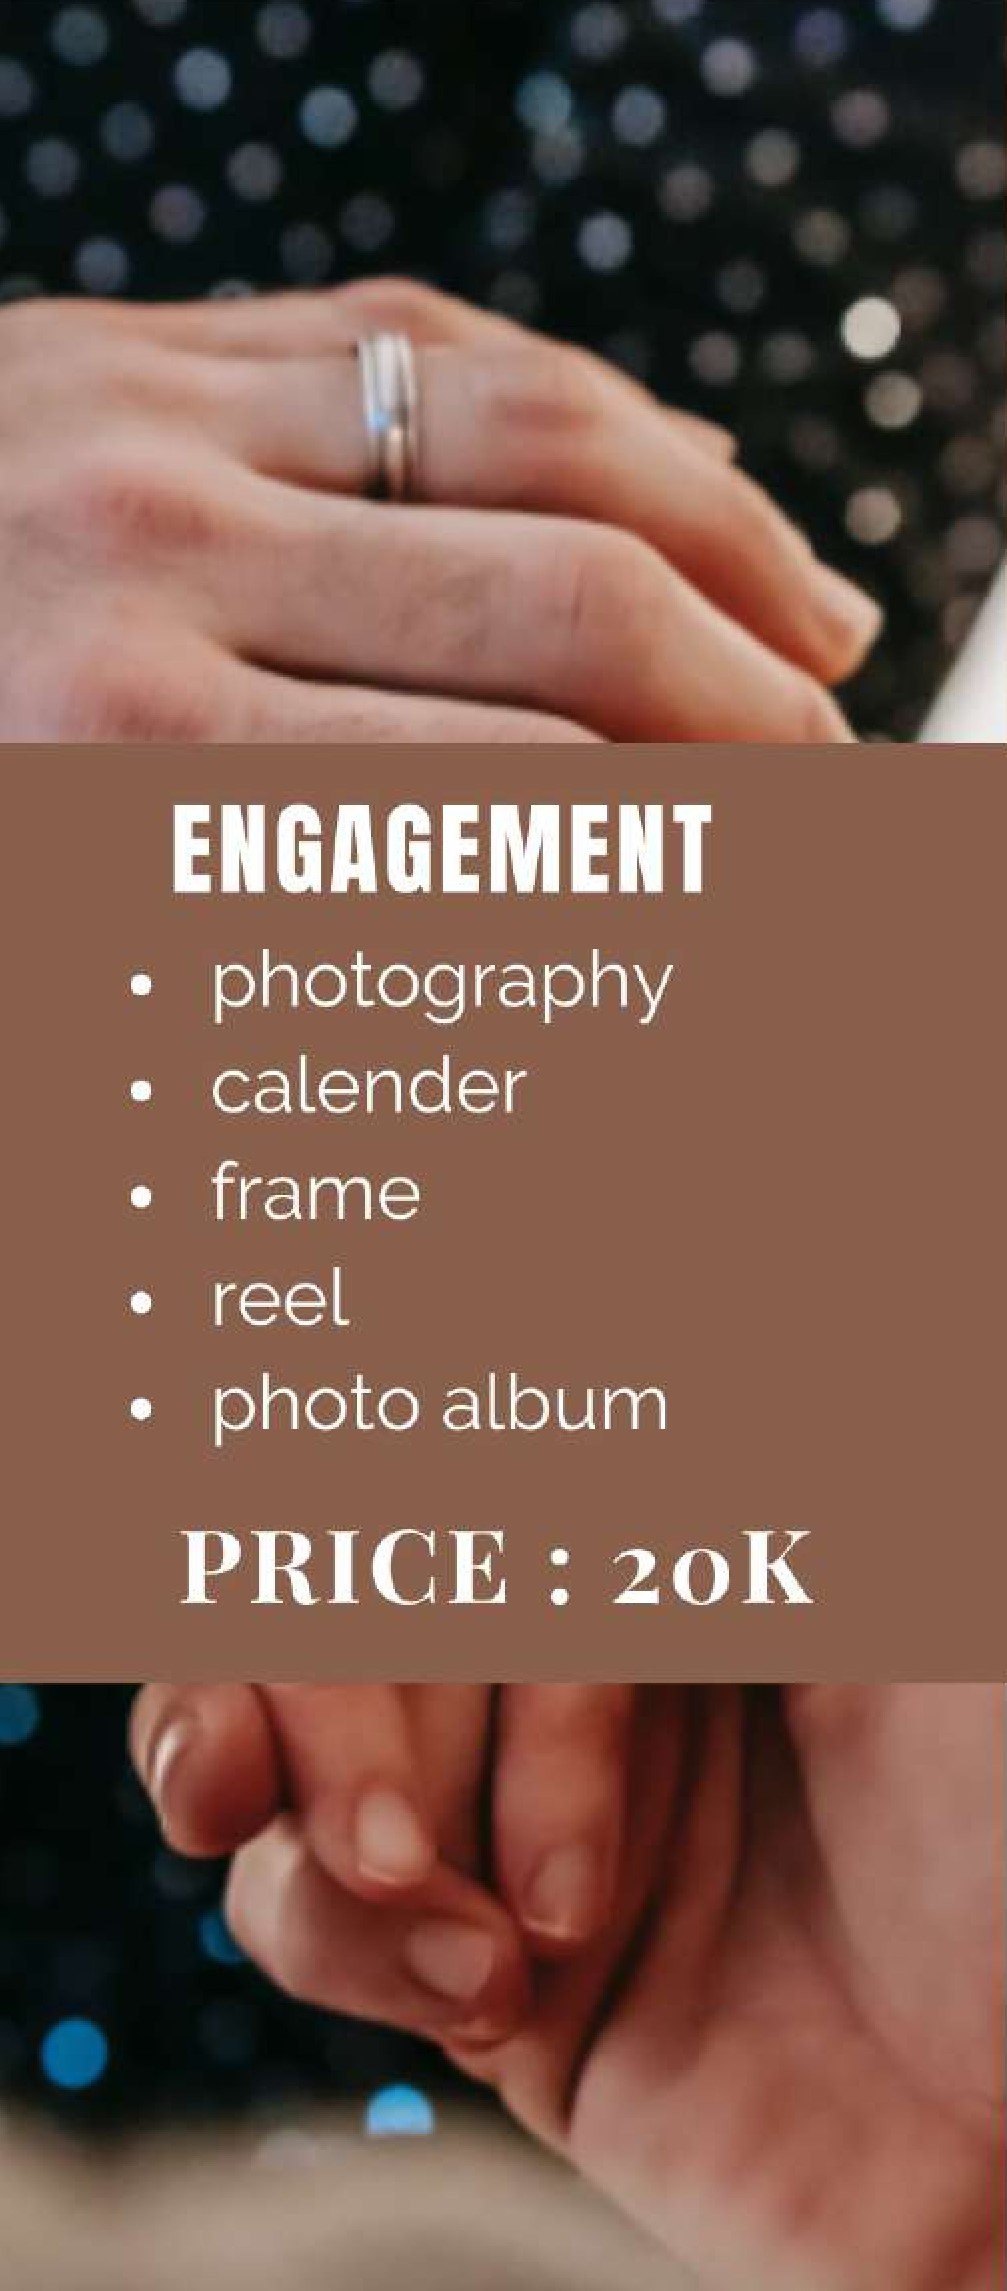 ENGAGEMENT
• photography
• calender
• frame
• reel
• photo album
PRICE : 20K